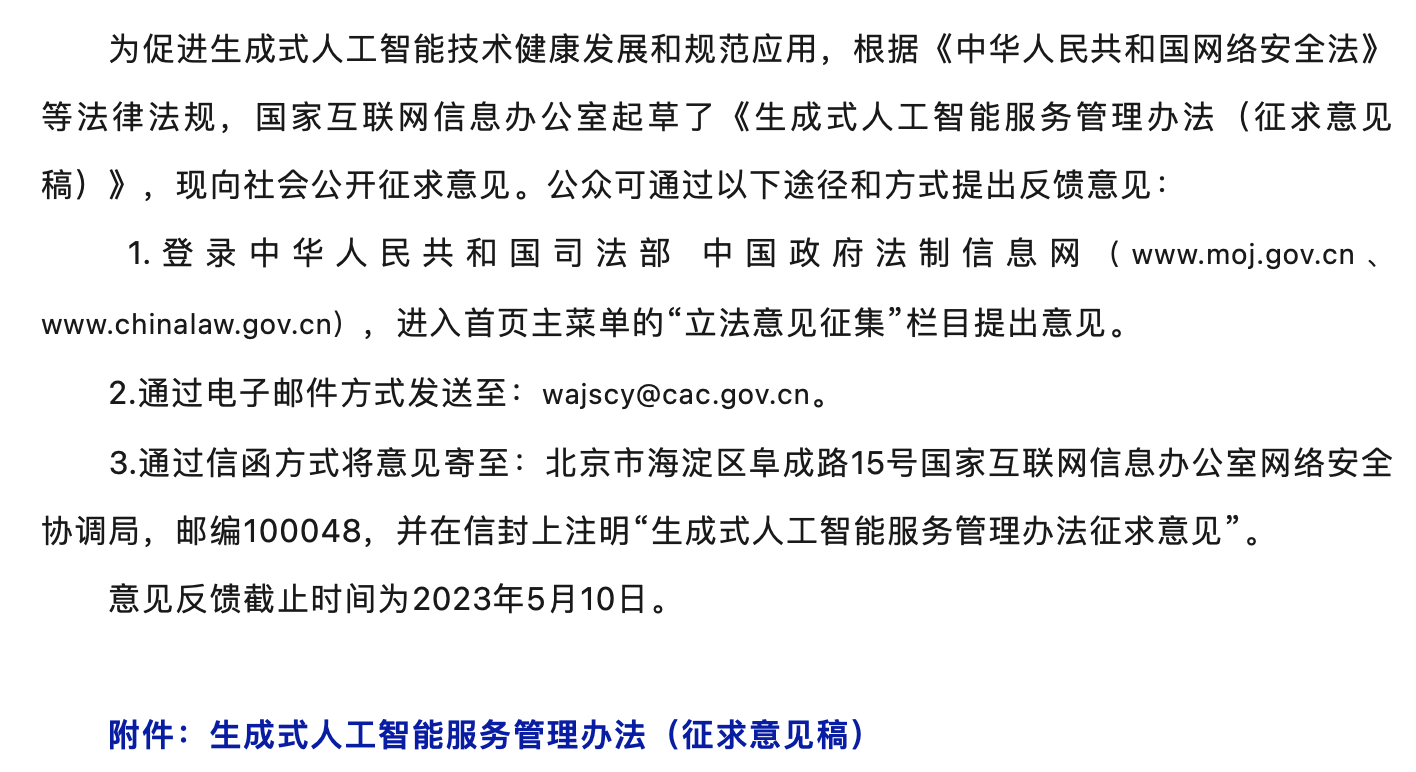 为促进生成式人工智能技术健康发展和规范应用，根据《中华人民共和国网络安全法》
等法律法规，国家互联网信息办公室起草了《生成式人工智能服务管理办法（征求意见
稿）》，现向社会公开征求意见。公众可通过以下途径和方式提出反馈意见：
1.登录中华人民共和国司法部 中国政府法制信息网（www.moj.gov.cn、
www.chinalaw.gov.cn），进入首页主菜单的“立法意见征集”栏目提出意见。
2.通过电子邮件方式发送至：wajscy@cac.gov.cn。
3.通过信函方式将意见寄至：北京市海淀区阜成路15号国家互联网信息办公室网络安全
协调局，邮编100048，并在信封上注明“生成式人工智能服务管理办法征求意见”。
意见反馈截止时间为2023年5月10日。
附件：生成式人工智能服务管理办法（征求意见稿）